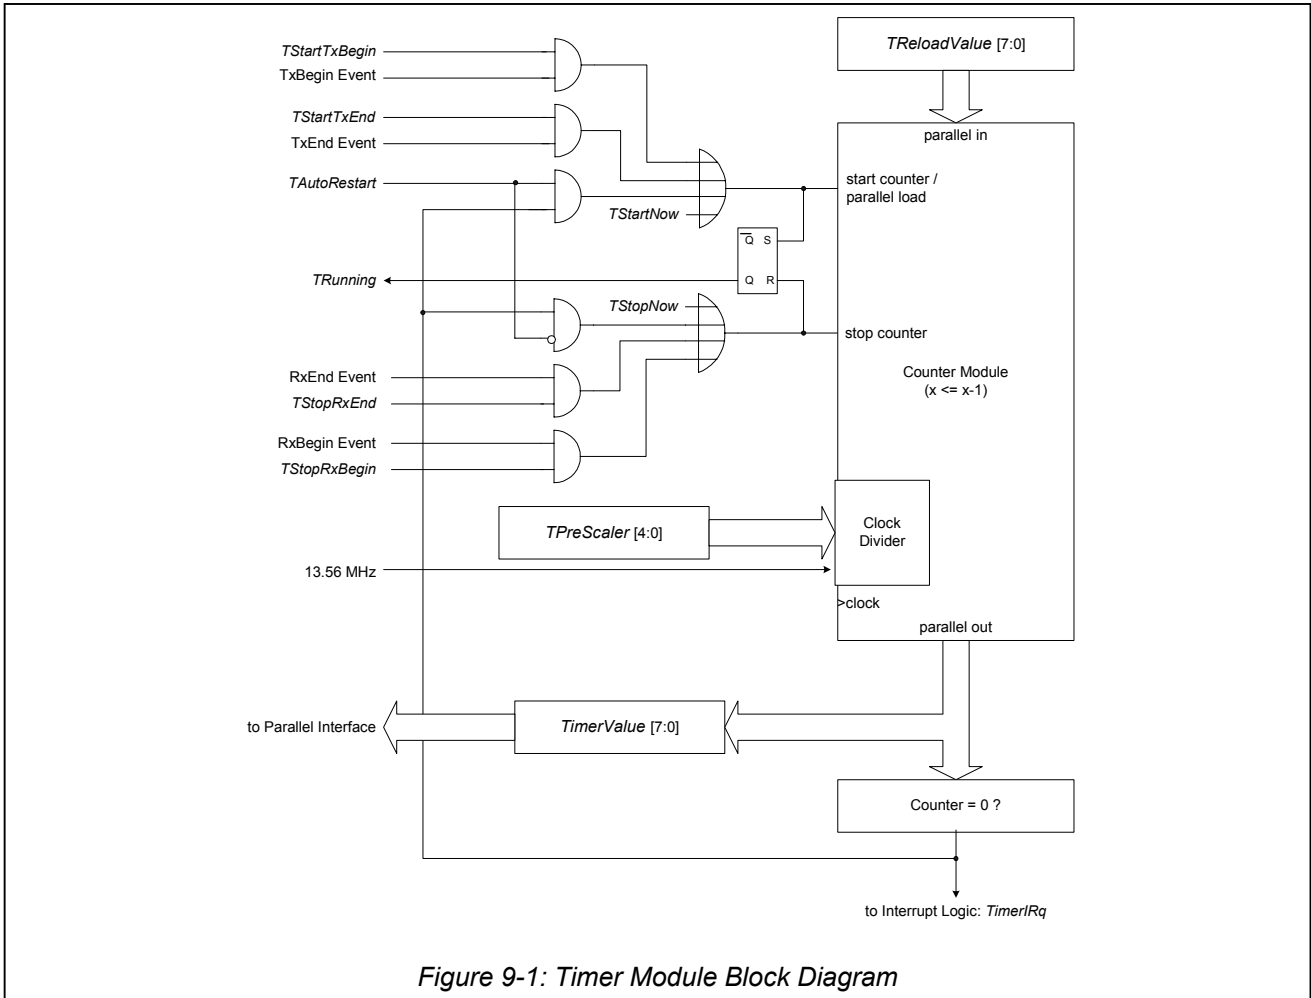 TStartTxBegin
TxBegin Event
TStartTxEnd
TxEnd Event
TAutoRestart
TStartNow
TReloadValue [7:0]
parallel in
start counter /
parallel load
Q S
Q R
TRunning
TStopNow
stop counter
Counter Module
(x <= x-1)
RxEnd Event
TStopRxEnd
RxBegin Event
TStopRxBegin
TPreScaler [4:0]
Clock
Divider
13.56 MHz
>clock
parallel out
to Parallel Interface
TimerValue [7:0]
Counter = 0 ?
to Interrupt Logic: TimerIRq
Figure 9-1: Timer Module Block Diagram